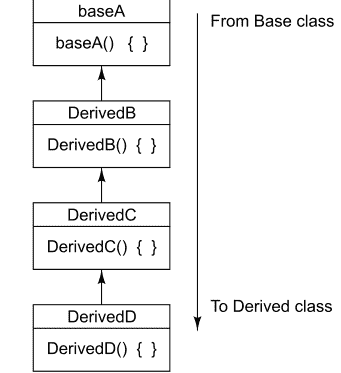 baseA
baseA() { }
From Base class
DerivedB
DerivedB() { }
DerivedC
DerivedC() { }
To Derived class
DerivedD
DerivedD() { }